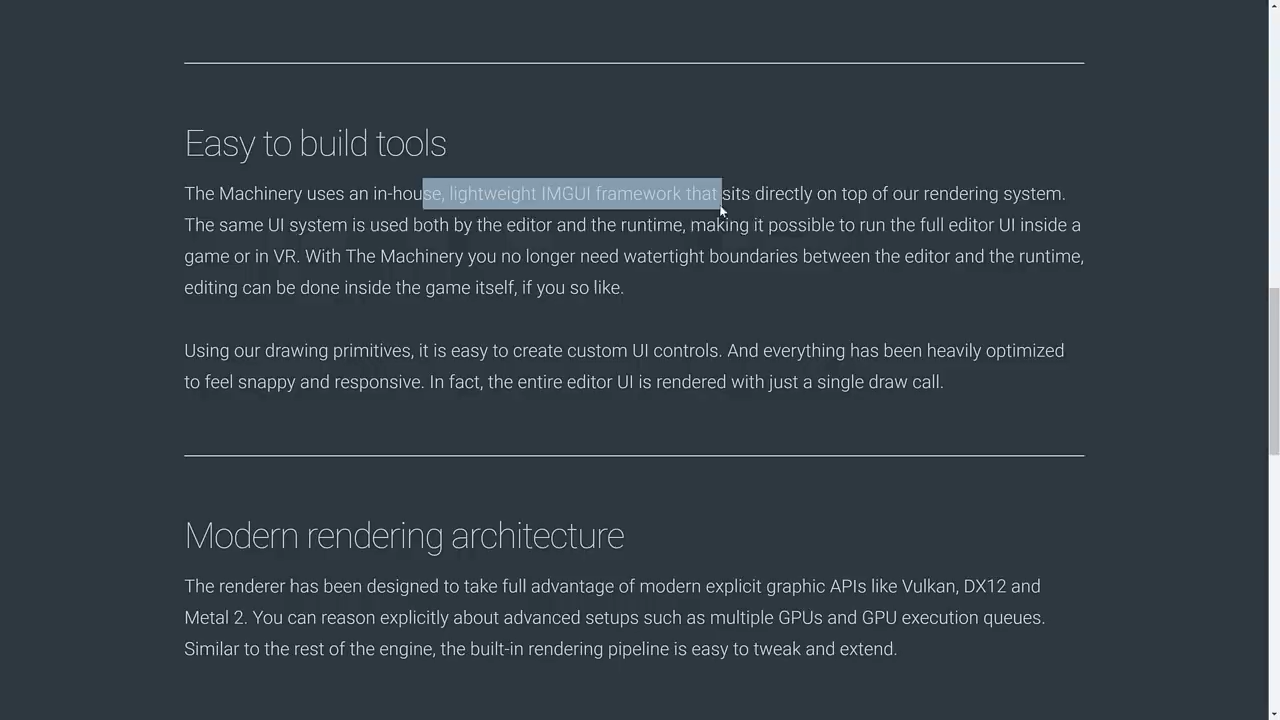 Easy to build tools
The Machinery uses an in-house, lightweight IMGUI framework that sits directly on top of our rendering system.
The same UI system is used both by the editor and the runtime, making it possible to run the full editor UI inside a
game or in VR. With The Machinery you no longer need watertight boundaries between the editor and the runtime,
editing can be done inside the game itself, if you so like.
Using our drawing primitives, it is easy to create custom UI controls. And everything has been heavily optimized
to feel snappy and responsive. In fact, the entire editor UI is rendered with just a single draw call.
Modern rendering architecture
The renderer has been designed to take full advantage of modern explicit graphic APIs like Vulkan, DX12 and
Metal 2. You can reason explicitly about advanced setups such as multiple GPUs and GPU execution queues.
Similar to the rest of the engine, the built-in rendering pipeline is easy to tweak and extend.